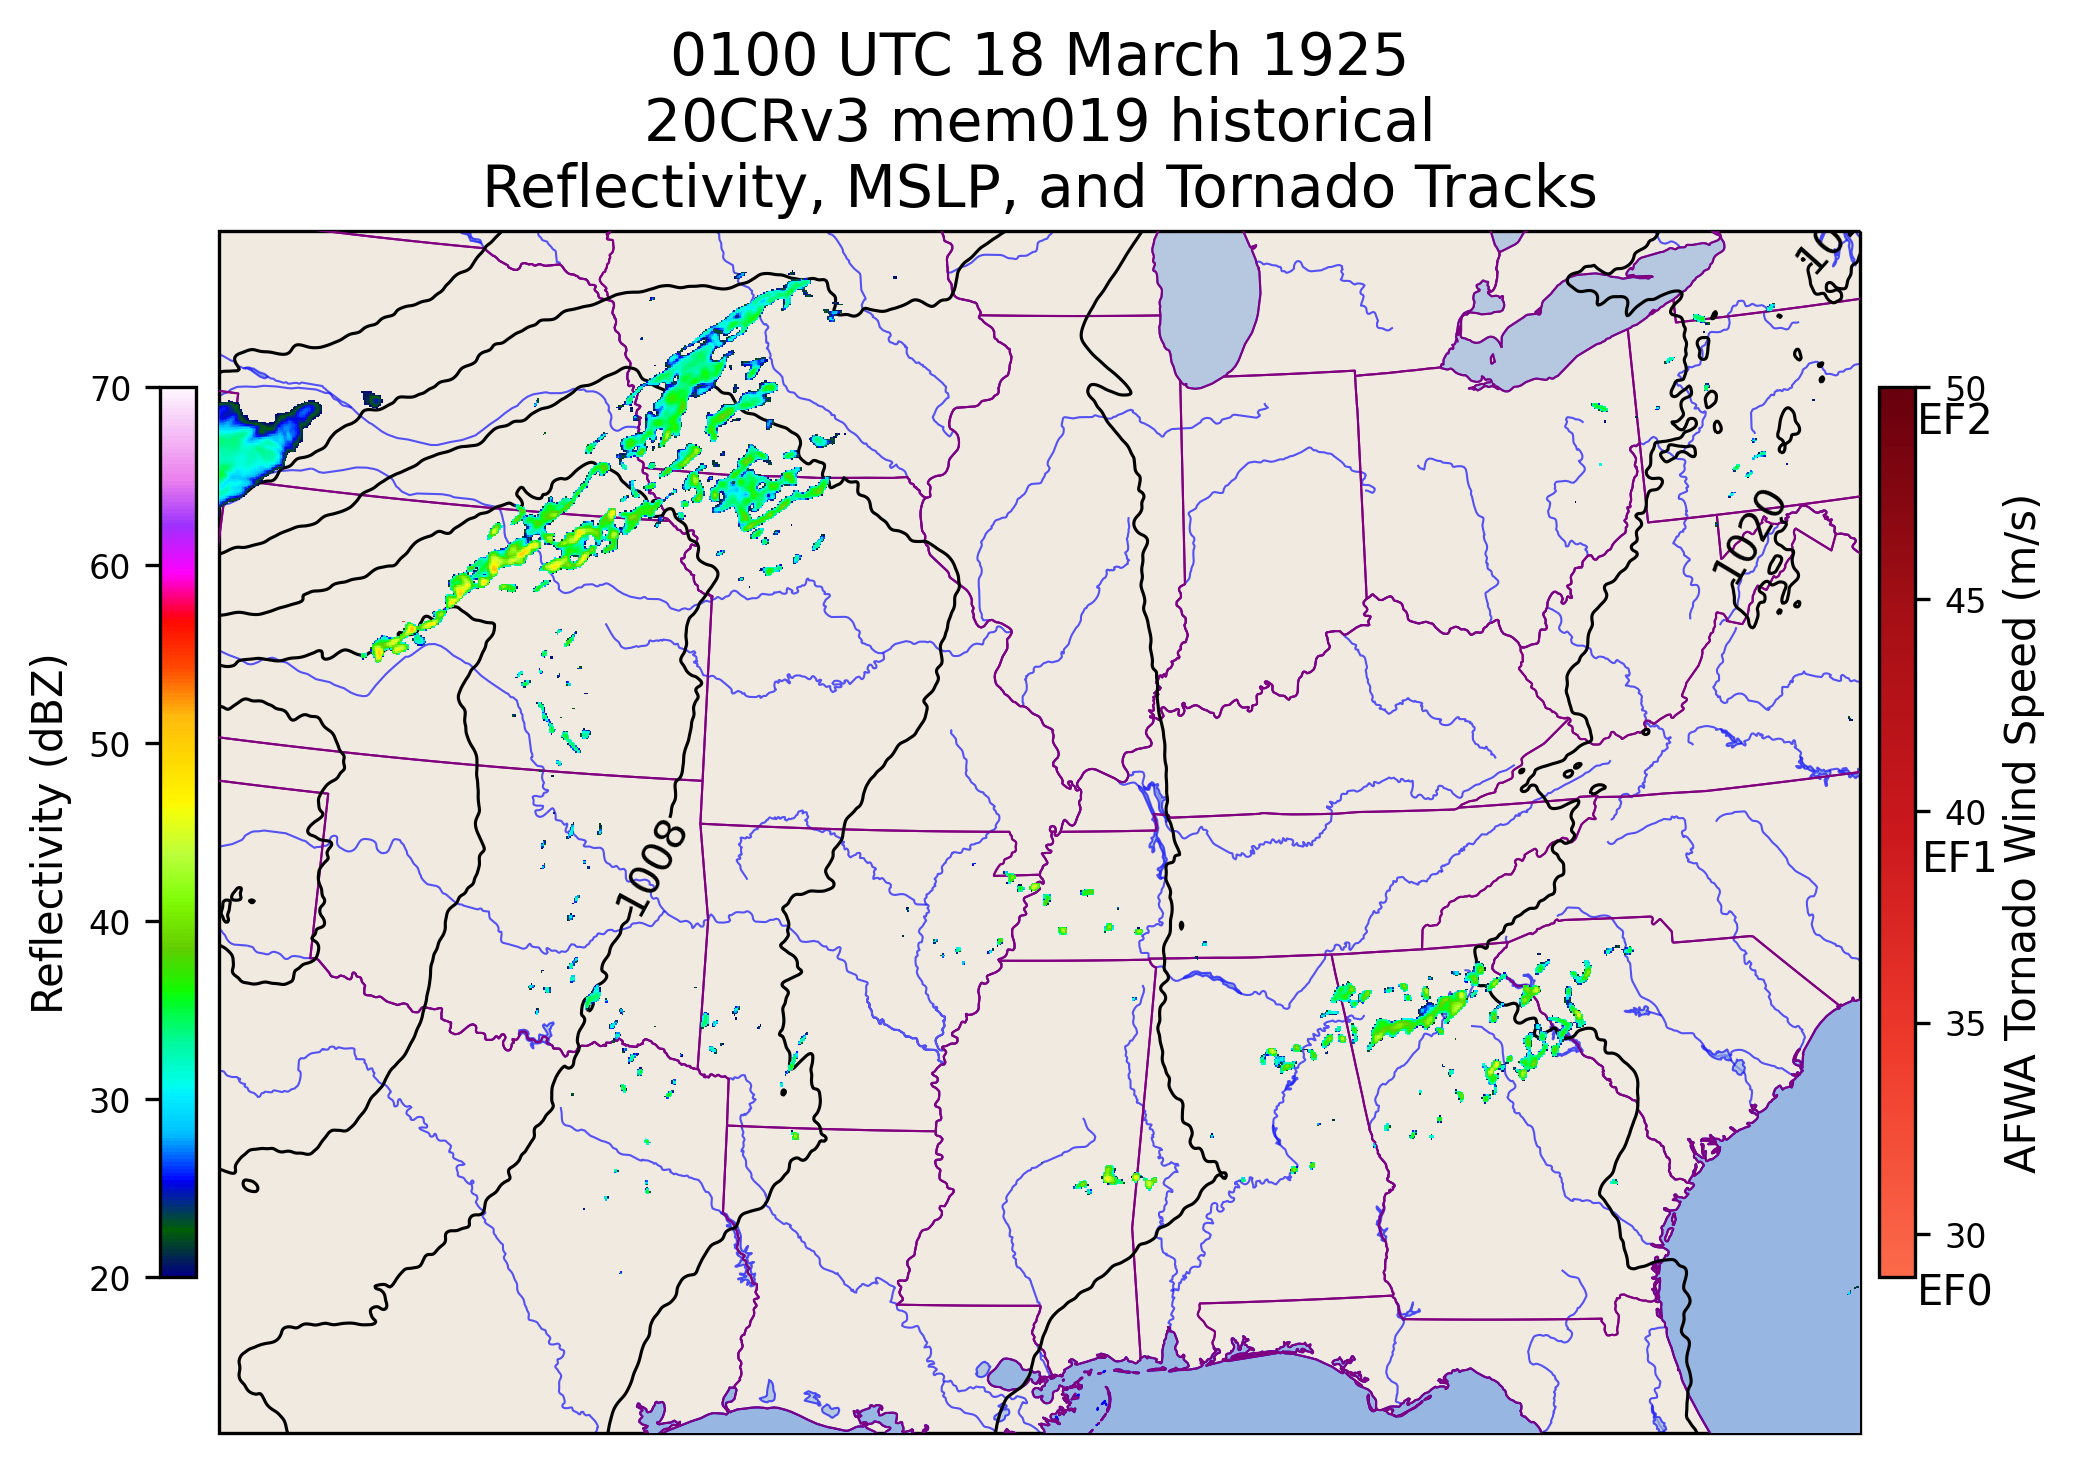 0100 UTC 18 March 1925
20CRv3 mem019 historical
Reflectivity, MSLP, and Tornado Tracks
70
60
50
40
30
20
Reflectivity (dBZ)
1008
1020
50
EF2
45
40
EF1
35
30
EF0
AFWA Tornado Wind Speed (m/s)